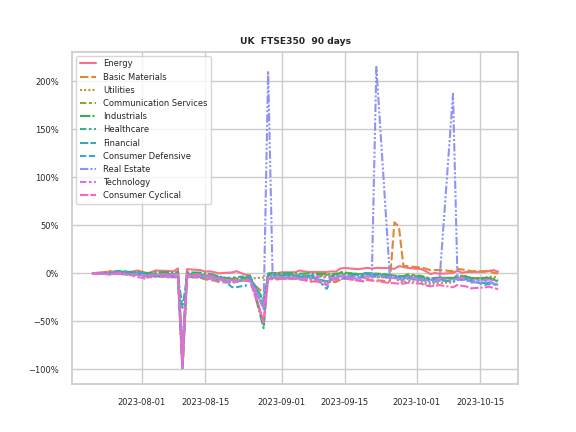 UK  FTSE350  90 days
Energy
Basic Materials
Utilities
Communication Services
Industrials
Healthcare
Financial
Consumer Defensive
Real Estate
Technology
Consumer Cyclical
200%
150%
100%
50%
0%
−50%
−100%
2023-08-01 2023-08-15 2023-09-01 2023-09-15 2023-10-01 2023-10-15